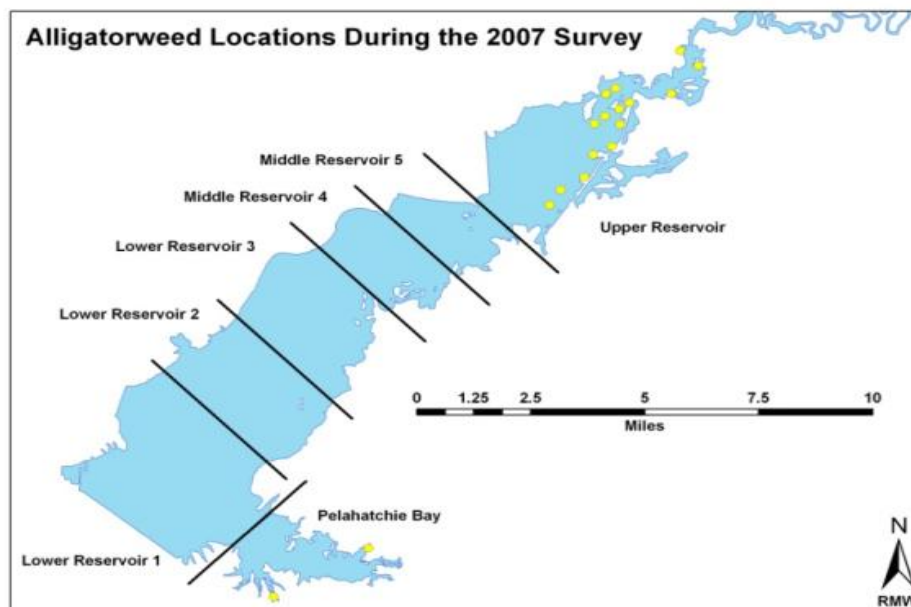 Alligatorweed Locations During the 2007 Survey
Middle Reservoir 5
Middle Reservoir 4
Upper Reservoir
Lower Reservoir 3
Lower Reservoir 2
0 1.25 2.5 5 7.5 10
Miles
Pelahatchie Bay
Lower Reservoir 1
N
RMW